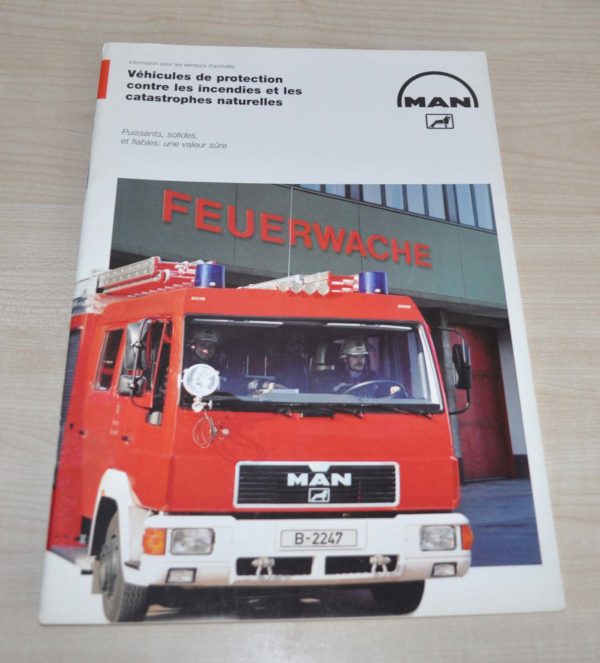 Information pour les secteurs d'activités
Véhicules de protection
contre les incendies et les
catastrophes naturelles
MAN
Puissants, solides,
et fiables: une valeur sûre
FEUERWACHE
MAN
B-2247